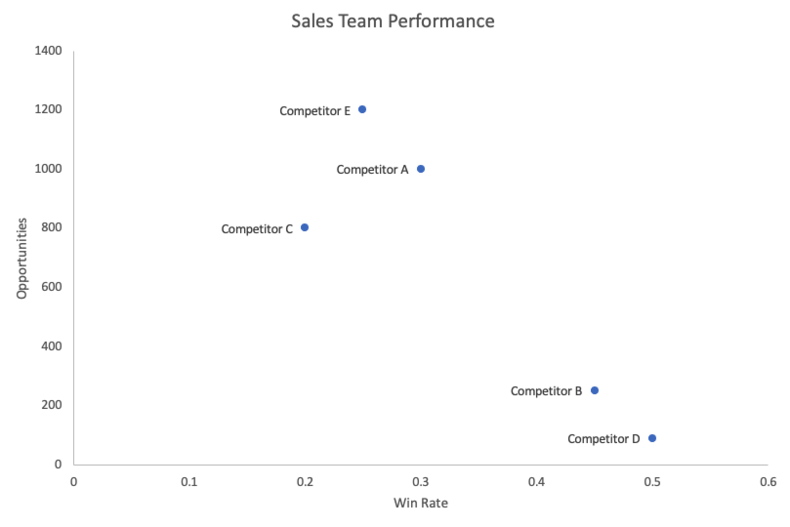 Sales Team Performance
1400
1200
1000
800
600
400
200
0
Opportunities
Competitor E
Competitor A
Competitor C
Competitor B
Competitor D
0 0.1 0.2 0.3 0.4 0.5 0.6
Win Rate